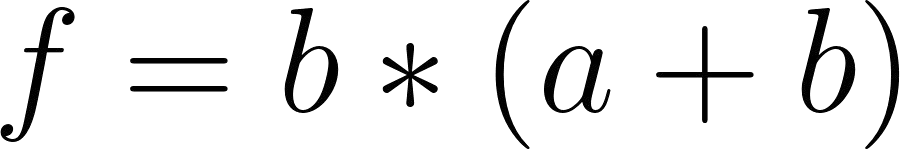 f = b * (a + b)